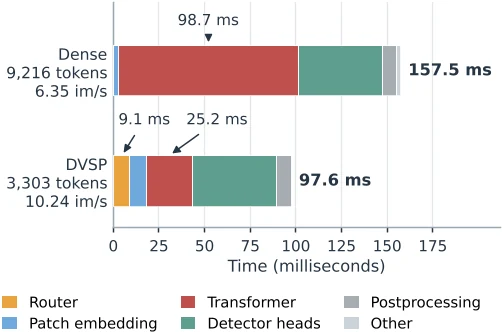 98.7 ms
Dense
9,216 tokens
6.35 im/s
157.5 ms
9.1 ms 25.2 ms
DVSP
3,303 tokens
10.24 im/s
97.6 ms
0 25 50 75 100 125 150 175
Time (milliseconds)
Router Transformer Postprocessing
Patch embedding Detector heads Other